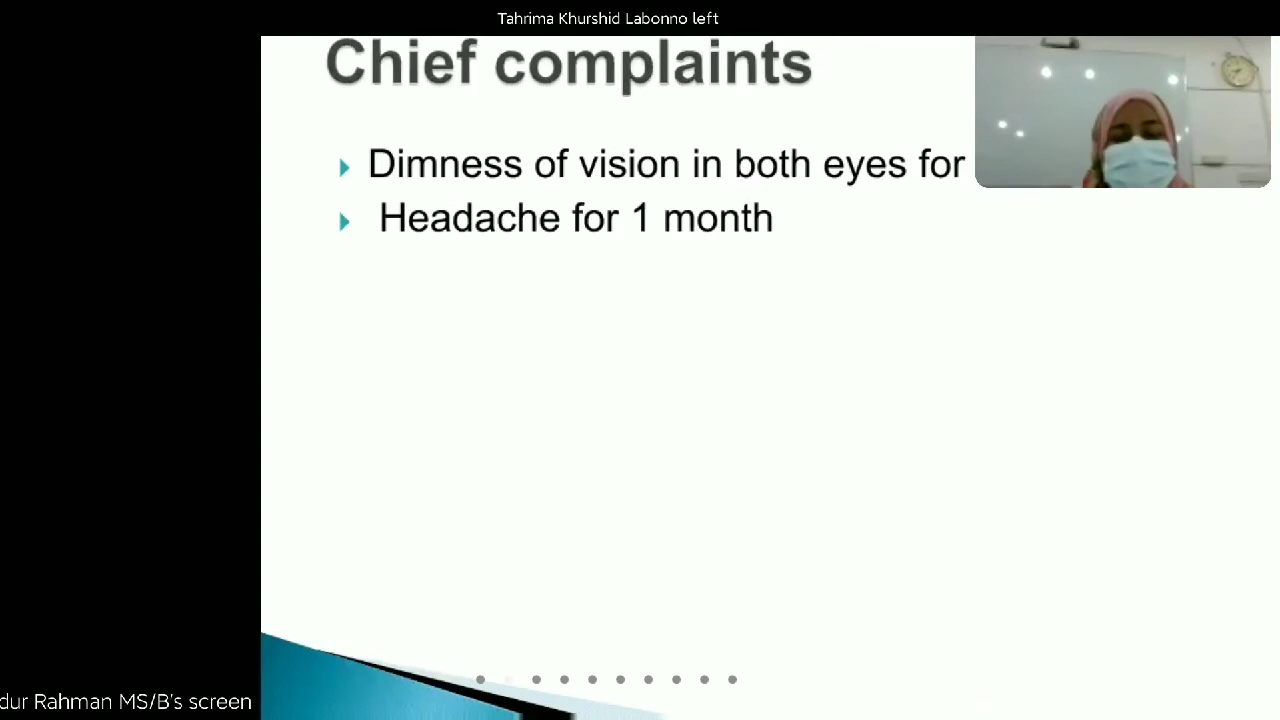 Tahrima Khurshid Labonno left
Chief complaints
Dimness of vision in both eyes for
Headache for 1 month
dur Rahman MS/B's screen